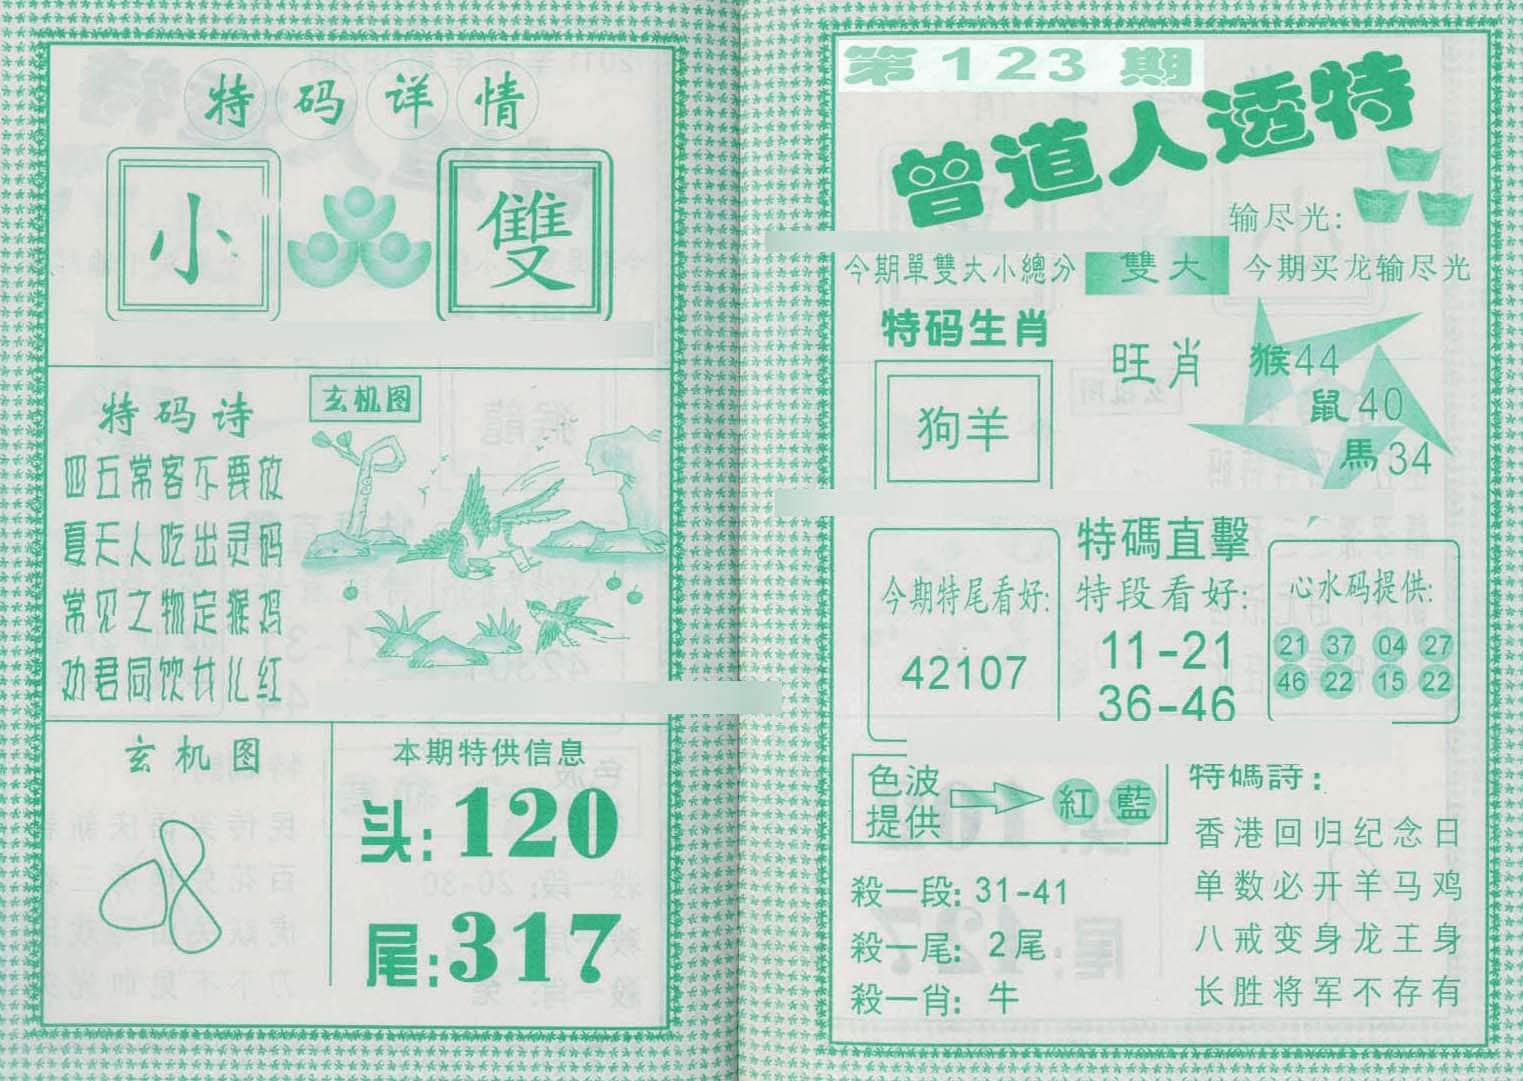 特码详情
小
雙
特码诗
四五常客不要放
夏天人吃出灵码
常见之物定猴鸡
劝君同饮女儿红
玄机图
玄机图
本期特供信息
头:120
尾:317
第123期
曾道人透特
输尽光:
今期單雙大小總分 雙大
今期买龙输尽光
特码生肖
狗羊
旺肖
猴44
鼠40
馬34
今期特尾看好:
42107
特碼直擊
特段看好:
11-21
36-46
心水码提供:
21 37 04 27
46 22 15 22
色波
提供
紅 藍
殺一段: 31-41
殺一尾: 2尾
殺一肖: 牛
特碼詩:
香港回归纪念日
单数必开羊马鸡
八戒变身龙王身
长胜将军不存有